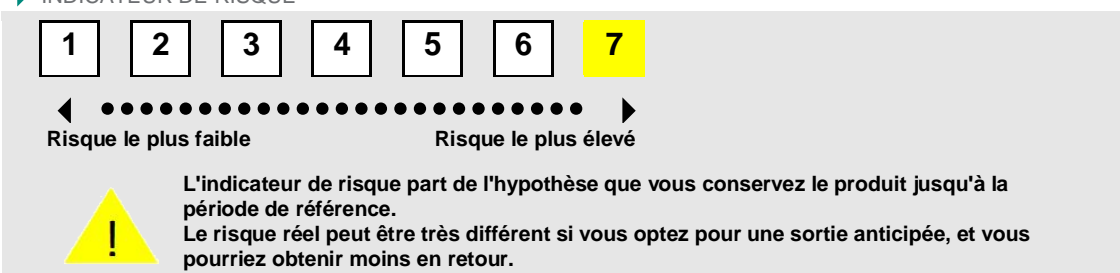 INDICATEUR DE RISQUE
1 2 3 4 5 6 7
Risque le plus faible Risque le plus élevé
L'indicateur de risque part de l'hypothèse que vous conservez le produit jusqu'à la
période de référence.
Le risque réel peut être très différent si vous optez pour une sortie anticipée, et vous
pourriez obtenir moins en retour.
!